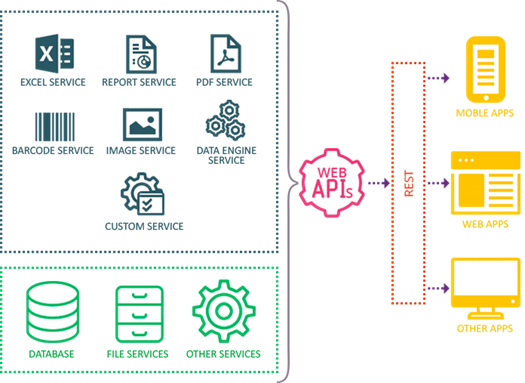 EXCEL SERVICE
REPORT SERVICE
PDF SERVICE
BARCODE SERVICE
IMAGE SERVICE
DATA ENGINE
SERVICE
CUSTOM SERVICE
DATABASE
FILE SERVICES
OTHER SERVICES
WEB
APIs
REST
MOBLE APPS
WEB APPS
OTHER APPS